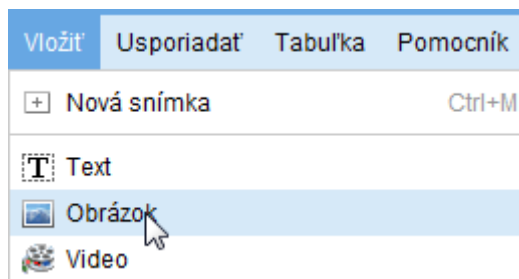 Vložiť Usporiadať Tabuľka Pomocník
Nová snímka Ctrl+M
Text
Obrázok
Video